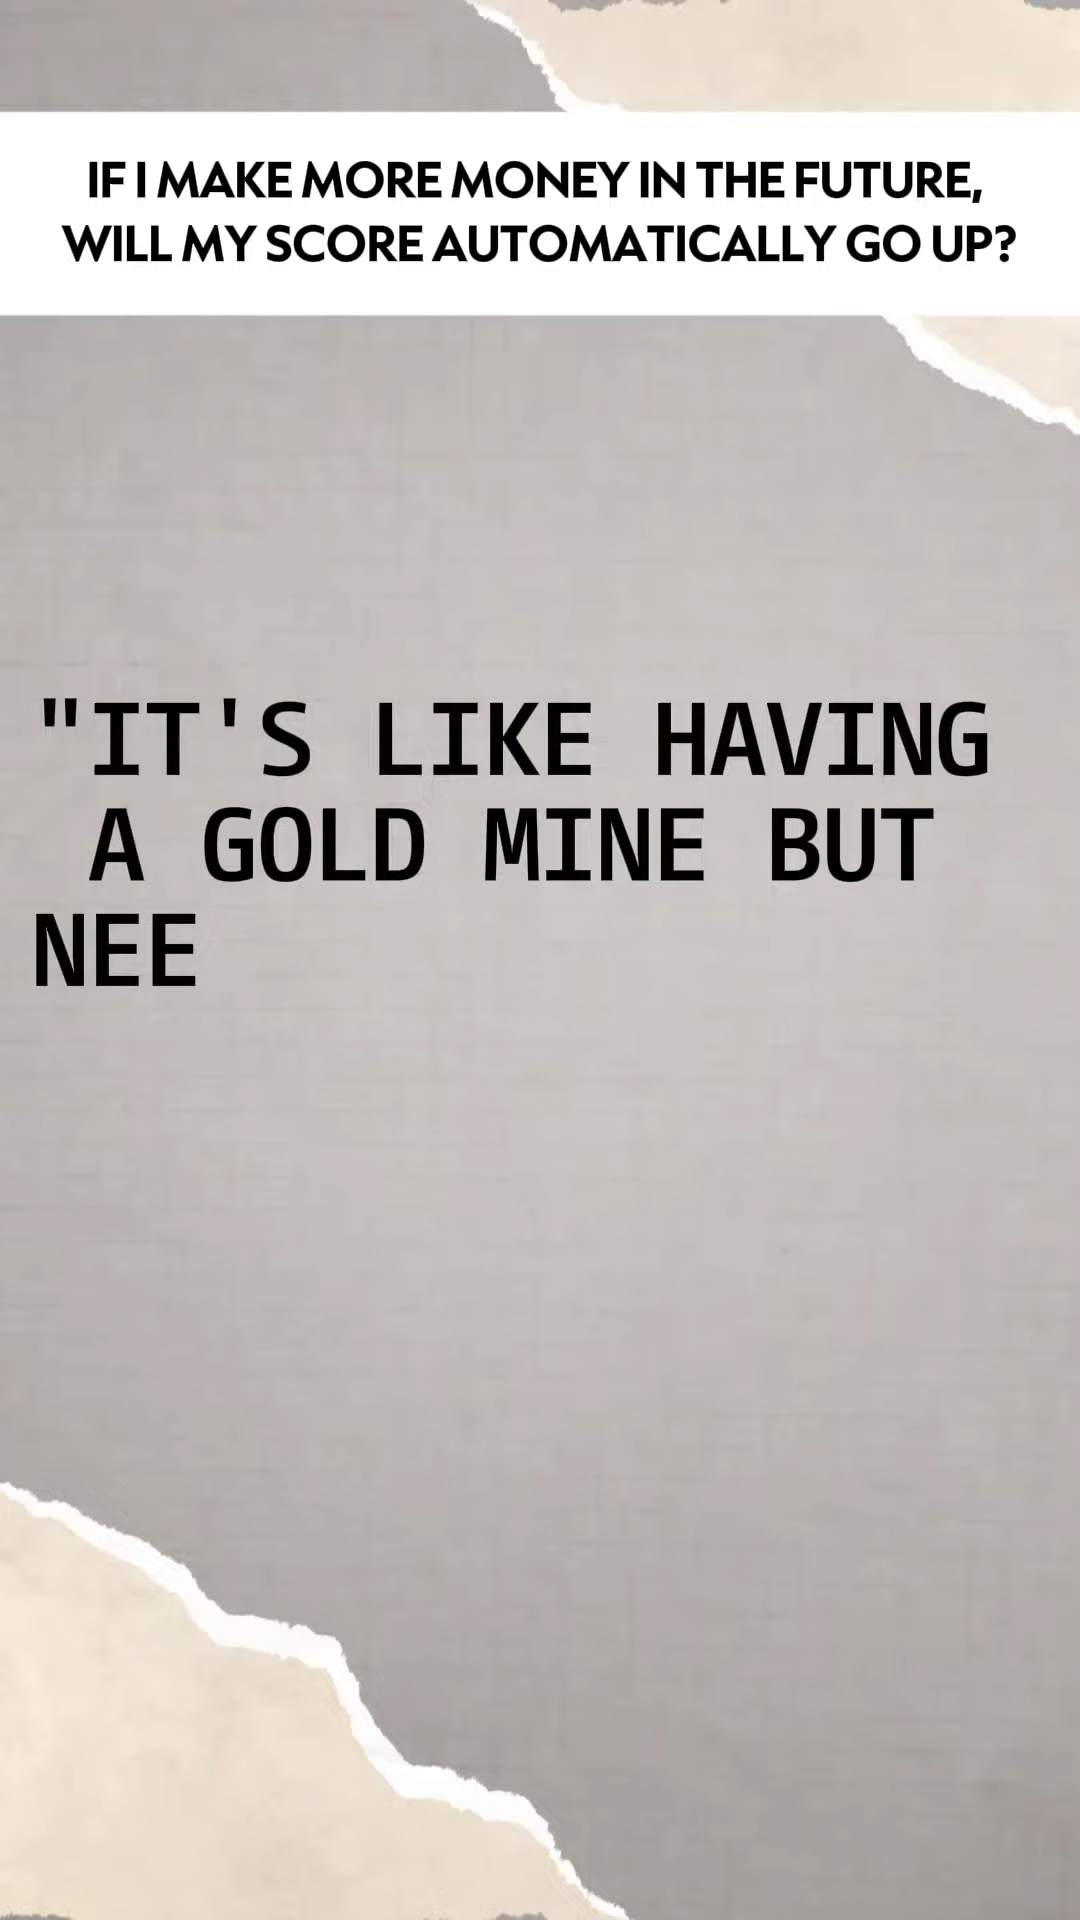 IF I MAKE MORE MONEY IN THE FUTURE,
WILL MY SCORE AUTOMATICALLY GO UP?
"IT'S LIKE HAVING
A GOLD MINE BUT
NEE